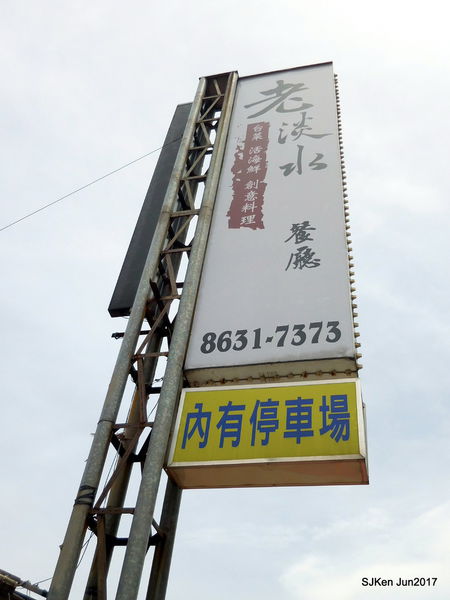 老淡水
台菜 活海鮮 創意料理
餐廳
8631-7373
內有停車場
SJKen Jun2017